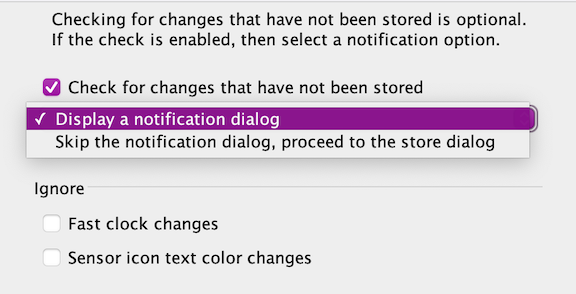 Checking for changes that have not been stored is optional.
If the check is enabled, then select a notification option.
Check for changes that have not been stored
Display a notification dialog
Skip the notification dialog, proceed to the store dialog
Ignore
Fast clock changes
Sensor icon text color changes